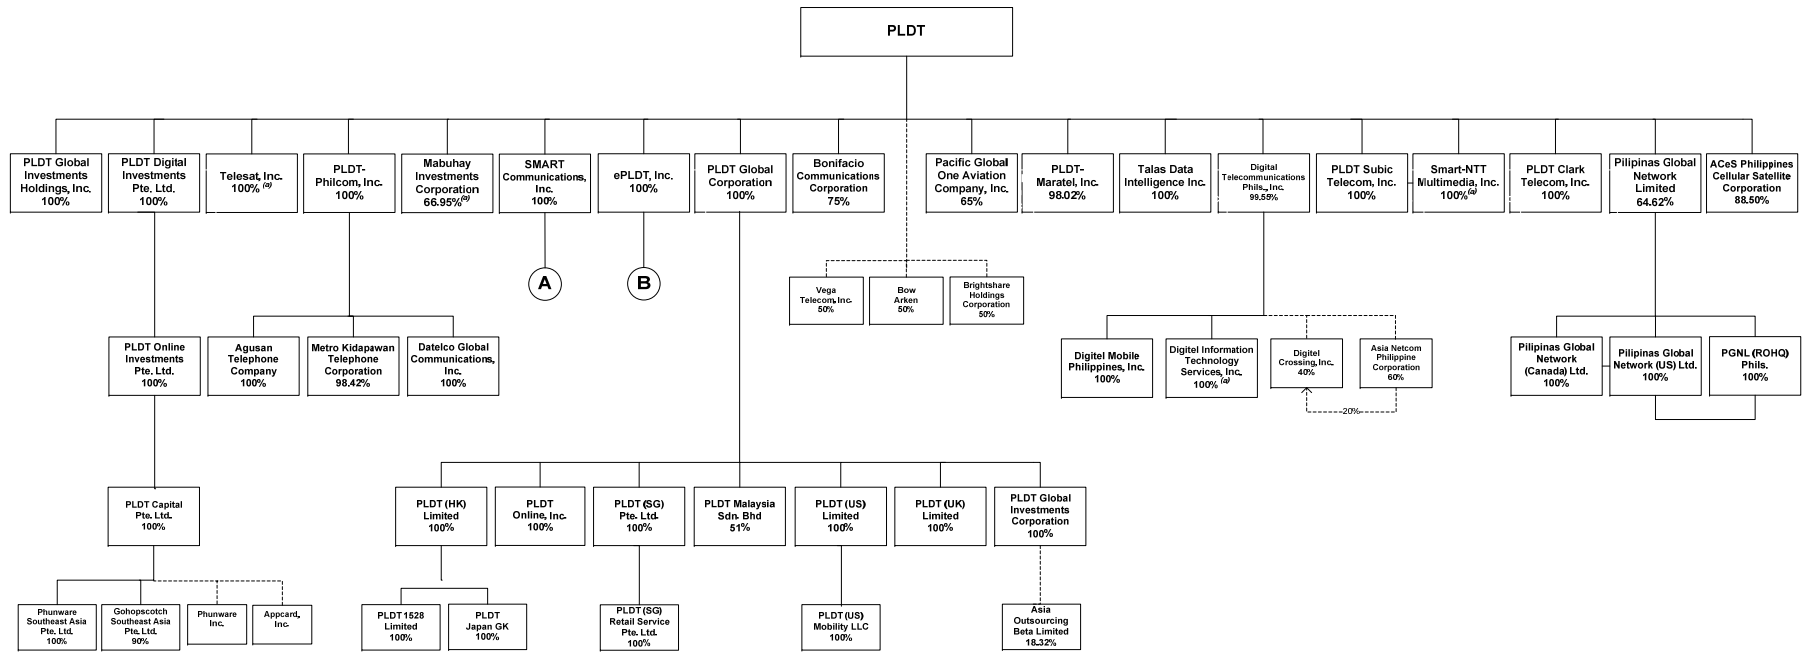 PLDT
PLDT Global
Investments
Holdings, Inc.
100%
PLDT Digital
Investments
Pte. Ltd.
100%
Telesat, Inc.
100% (a)
PLDT-
Philcom, Inc.
100%
Mabuhay
Investments
Corporation
66.95%(a)
SMART
Communications,
Inc.
100%
ePLDT, Inc.
100%
PLDT Global
Corporation
100%
Bonifacio
Communications
Corporation
75%
Pacific Global
One Aviation
Company, Inc.
65%
PLDT-
Maratel, Inc.
98.02%
Talas Data
Intelligence Inc.
100%
Digital
Telecommunications
Phils., Inc.
99.55%
PLDT Subic
Telecom, Inc.
100%
Smart-NTT
Multimedia, Inc.
100%(a)
PLDT Clark
Telecom, Inc.
100%
Pilipinas Global
Network
Limited
64.62%
ACeS Philippines
Cellular Satellite
Corporation
88.50%
A
B
Vega
Telecom, Inc.
50%
Bow
Arken
50%
Brightshare
Holdings
Corporation
50%
PLDT Online
Investments
Pte. Ltd.
100%
Agusan
Telephone
Company
100%
Metro Kidapawan
Telephone
Corporation
98.42%
Datelco Global
Communications,
Inc.
100%
Digitel Mobile
Philippines, Inc.
100%
Digitel Information
Technology
Services, Inc.
100% (a)
Digitel
Crossing, Inc.
40%
Asia Netcom
Philippine
Corporation
60%
20%
Pilipinas Global
Network
(Canada) Ltd.
100%
Pilipinas Global
Network (US) Ltd.
100%
PGNL (ROHQ)
Phils.
100%
PLDT Capital
Pte. Ltd.
100%
PLDT (HK)
Limited
100%
PLDT
Online, Inc.
100%
PLDT (SG)
Pte. Ltd.
100%
PLDT Malaysia
Sdn. Bhd
51%
PLDT (US)
Limited
100%
PLDT (UK)
Limited
100%
PLDT Global
Investments
Corporation
100%
Phunware
Southeast Asia
Pte. Ltd.
100%
Gohopscotch
Southeast Asia
Pte. Ltd.
90%
Phunware
Inc.
Appcard,
Inc.
PLDT 1528
Limited
100%
PLDT
Japan GK
100%
PLDT (SG)
Retail Service
Pte. Ltd.
100%
PLDT (US)
Mobility LLC
100%
Asia
Outsourcing
Beta Limited
18.32%